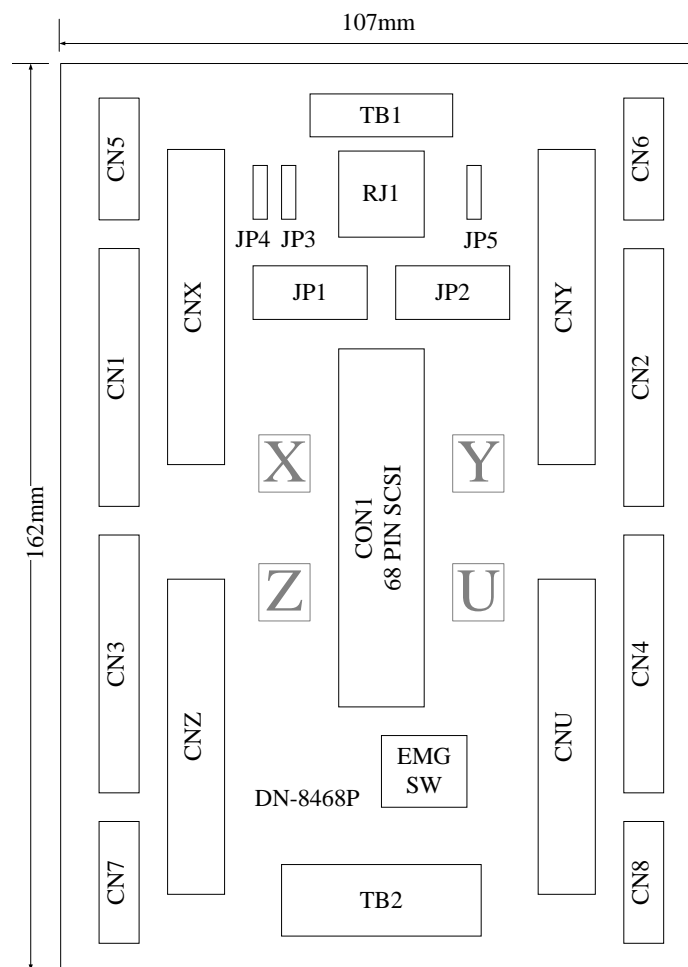 107mm
TB1
CN5
CN6
CNX
RJ1
CNY
JP4
JP3
JP5
JP1
JP2
CN1
CN2
X
Y
CON1
68 PIN SCSI
162mm
Z
U
CN3
CN4
CNZ
CNU
EMG
SW
DN-8468P
CN7
TB2
CN8